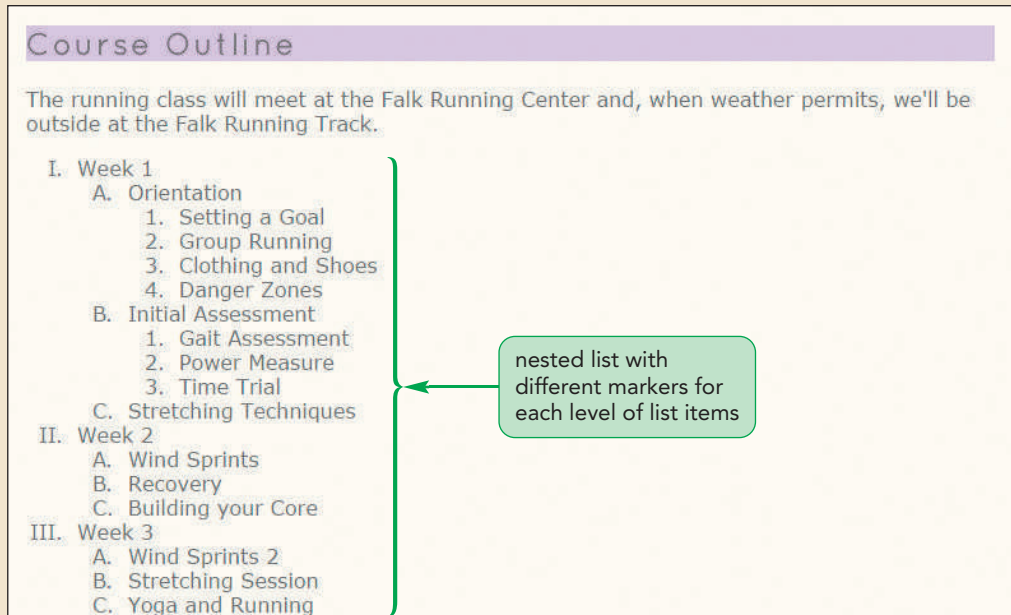 Course Outline
The running class will meet at the Falk Running Center and, when weather permits, we'll be
outside at the Falk Running Track.
I. Week 1
A. Orientation
1. Setting a Goal
2. Group Running
3. Clothing and Shoes
4. Danger Zones
B. Initial Assessment
1. Gait Assessment
2. Power Measure
3. Time Trial
C. Stretching Techniques
II. Week 2
A. Wind Sprints
B. Recovery
C. Building your Core
III. Week 3
A. Wind Sprints 2
B. Stretching Session
C. Yoga and Running
nested list with
different markers for
each level of list items